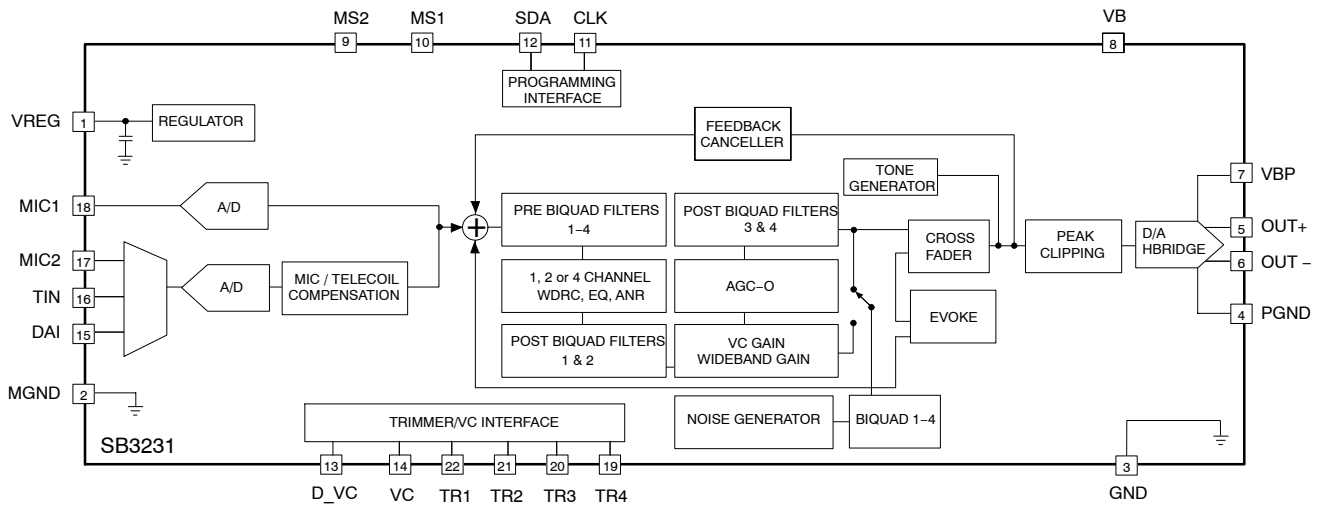 MS2
MS1
SDA
CLK
VB
9
10
12
11
8
PROGRAMMING
INTERFACE
VREG
1
REGULATOR
FEEDBACK
CANCELLER
TONE
GENERATOR
7
VBP
MIC1
18
A/D
PRE BIQUAD FILTERS
1−4
POST BIQUAD FILTERS
3 & 4
CROSS
FADER
PEAK
CLIPPING
D/A
HBRIDGE
5
OUT+
6
OUT −
MIC2
17
TIN
16
DAI
15
A/D
MIC / TELECOIL
COMPENSATION
1, 2 or 4 CHANNEL
WDRC, EQ, ANR
AGC−O
EVOKE
4
PGND
POST BIQUAD FILTERS
1 & 2
VC GAIN
WIDEBAND GAIN
MGND
2
NOISE GENERATOR
BIQUAD 1−4
TRIMMER/VC INTERFACE
SB3231
13
14
22
21
20
19
3
D_VC
VC
TR1
TR2
TR3
TR4
GND